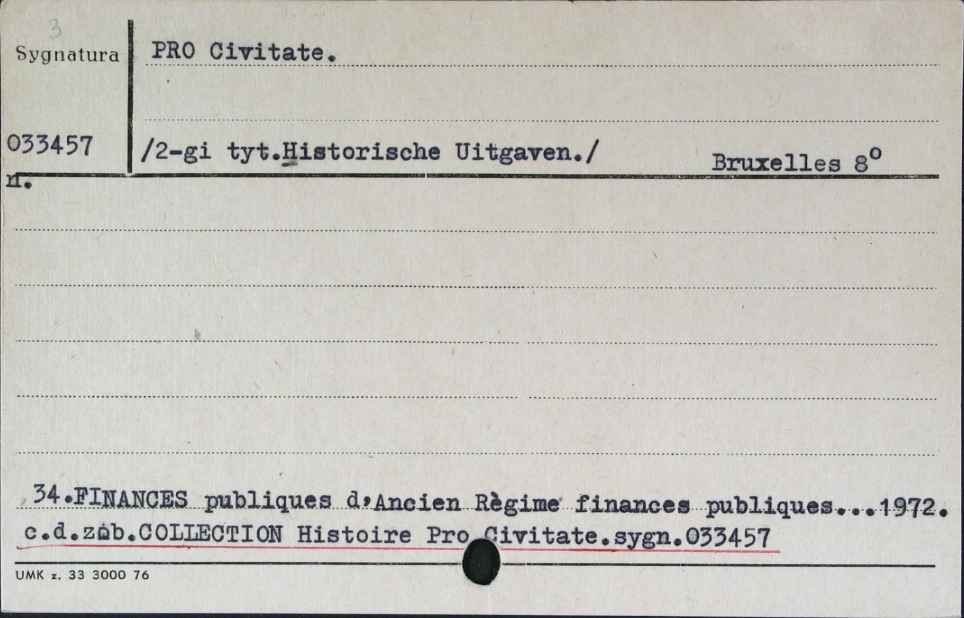 3
Sygnatura PRO Civitate.
033457 /2-gi tyt.Historische Uitgaven./ Bruxelles 8º
n.
34.FINANCES publiques d'Ancien Règime finances publiques...1972.
c.d.zob.COLLECTION Histoire Pro Civitate.sygn.033457
UMK z. 33 3000 76